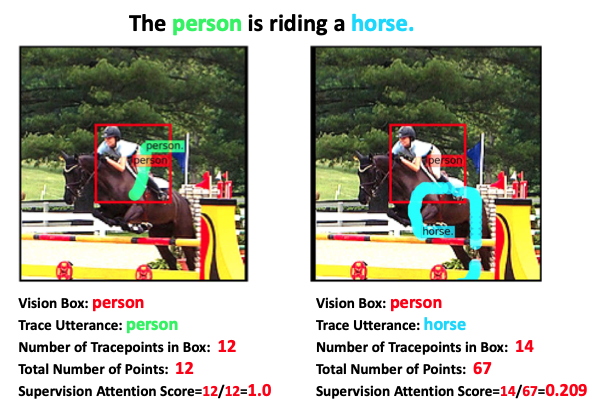 The person is riding a horse.
person.
person
person
horse.
Vision Box: person
Trace Utterance: person
Number of Tracepoints in Box: 12
Total Number of Points: 12
Supervision Attention Score=12/12=1.0
Vision Box: person
Trace Utterance: horse
Number of Tracepoints in Box: 14
Total Number of Points: 67
Supervision Attention Score=14/67=0.209